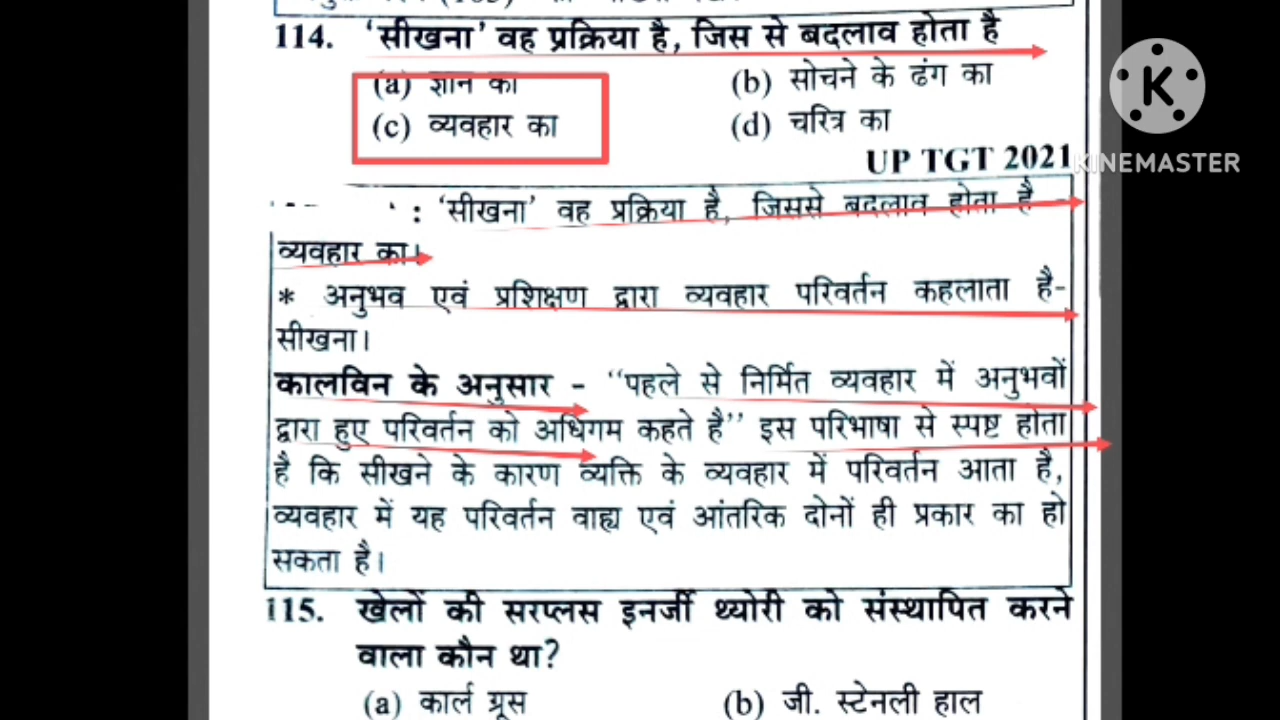 114. 'सीखना' वह प्रक्रिया है, जिस से बदलाव होता है
(a) ज्ञान का (b) सोचने के ढंग का
(c) व्यवहार का (d) चरित्र का
UP TGT 2021
K
KINEMASTER
: 'सीखना' वह प्रक्रिया है, जिससे बदलाव होता है -
व्यवहार का।
* अनुभव एवं प्रशिक्षण द्वारा व्यवहार परिवर्तन कहलाता है-
सीखना।
कालविन के अनुसार - "पहले से निर्मित व्यवहार में अनुभवों
द्वारा हुए परिवर्तन को अधिगम कहते है" इस परिभाषा से स्पष्ट होता
है कि सीखने के कारण व्यक्ति के व्यवहार में परिवर्तन आता है,
व्यवहार में यह परिवर्तन वाह्य एवं आंतरिक दोनों ही प्रकार का हो
सकता है।
115. खेलों की सरप्लस इनर्जी थ्योरी को संस्थापित करने
वाला कौन था?
(a) कार्ल ग्रूस (b) जी. स्टेनली हाल